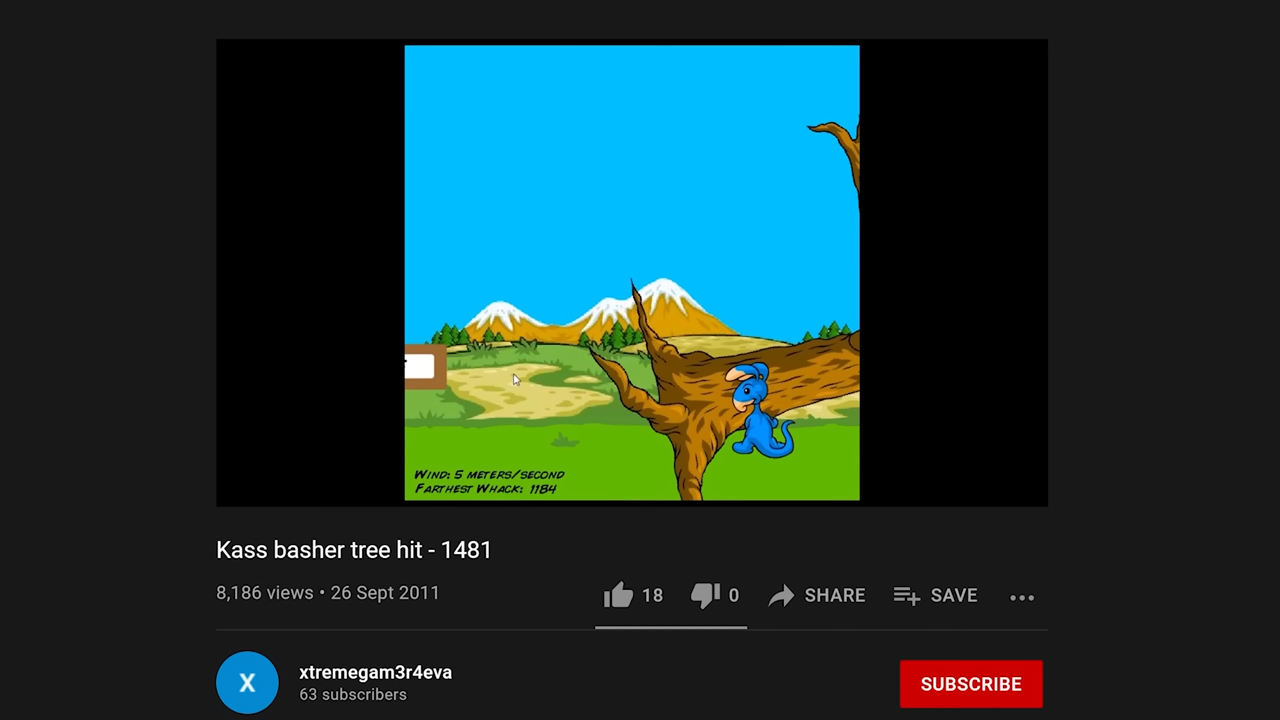 WIND: 5 METERS/SECOND
FARTHEST WHACK: 1184
Kass basher tree hit - 1481
8,186 views • 26 Sept 2011
18
0
SHARE
SAVE
X
xtremegam3r4eva
63 subscribers
SUBSCRIBE